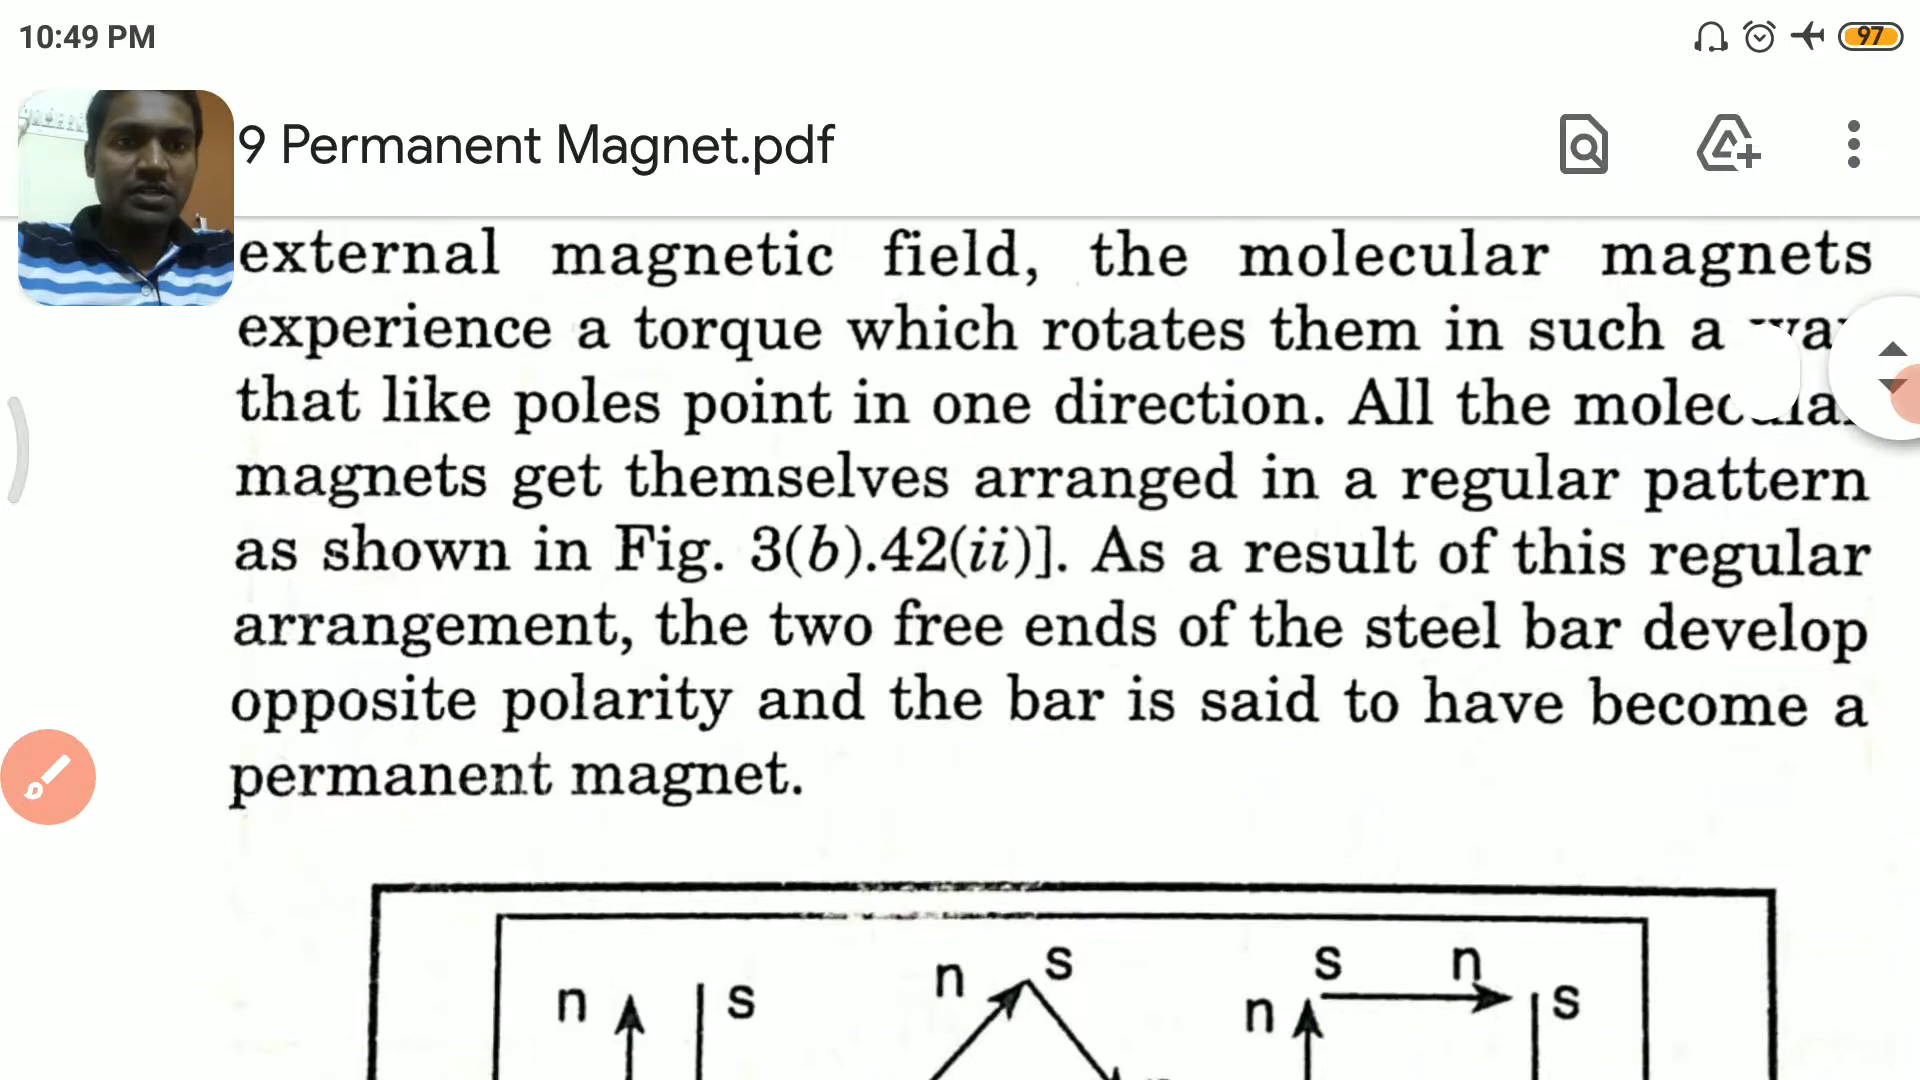 10:49 PM
97
9 Permanent Magnet.pdf
external magnetic field, the molecular magnets
experience a torque which rotates them in such a
that like poles point in one direction. All the
magnets get themselves arranged in a regular pattern
as shown in Fig. 3(b).42(ii)]. As a result of this regular
arrangement, the two free ends of the steel bar develop
opposite polarity and the bar is said to have become a
permanent magnet.
n s n s n s n s